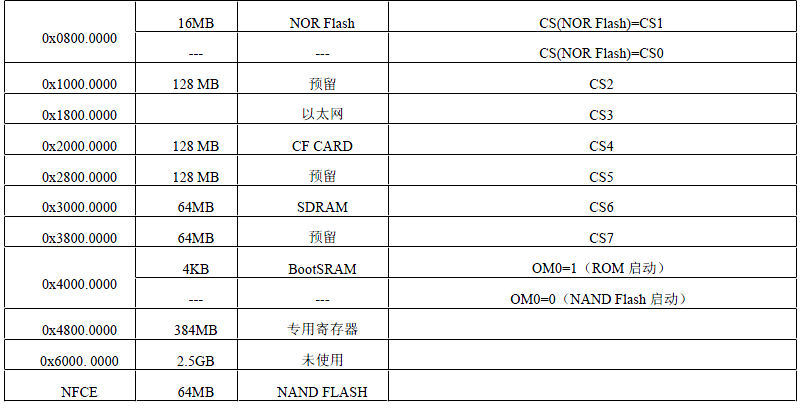 0x0800.0000 16MB NOR Flash CS(NOR Flash)=CS1
--- --- CS(NOR Flash)=CS0
0x1000.0000 128 MB 预留 CS2
0x1800.0000 以太网 CS3
0x2000.0000 128 MB CF CARD CS4
0x2800.0000 128 MB 预留 CS5
0x3000.0000 64MB SDRAM CS6
0x3800.0000 64MB 预留 CS7
0x4000.0000 4KB BootSRAM OM0=1（ROM 启动）
--- --- OM0=0（NAND Flash 启动）
0x4800.0000 384MB 专用寄存器
0x6000. 0000 2.5GB 未使用
NFCE 64MB NAND FLASH